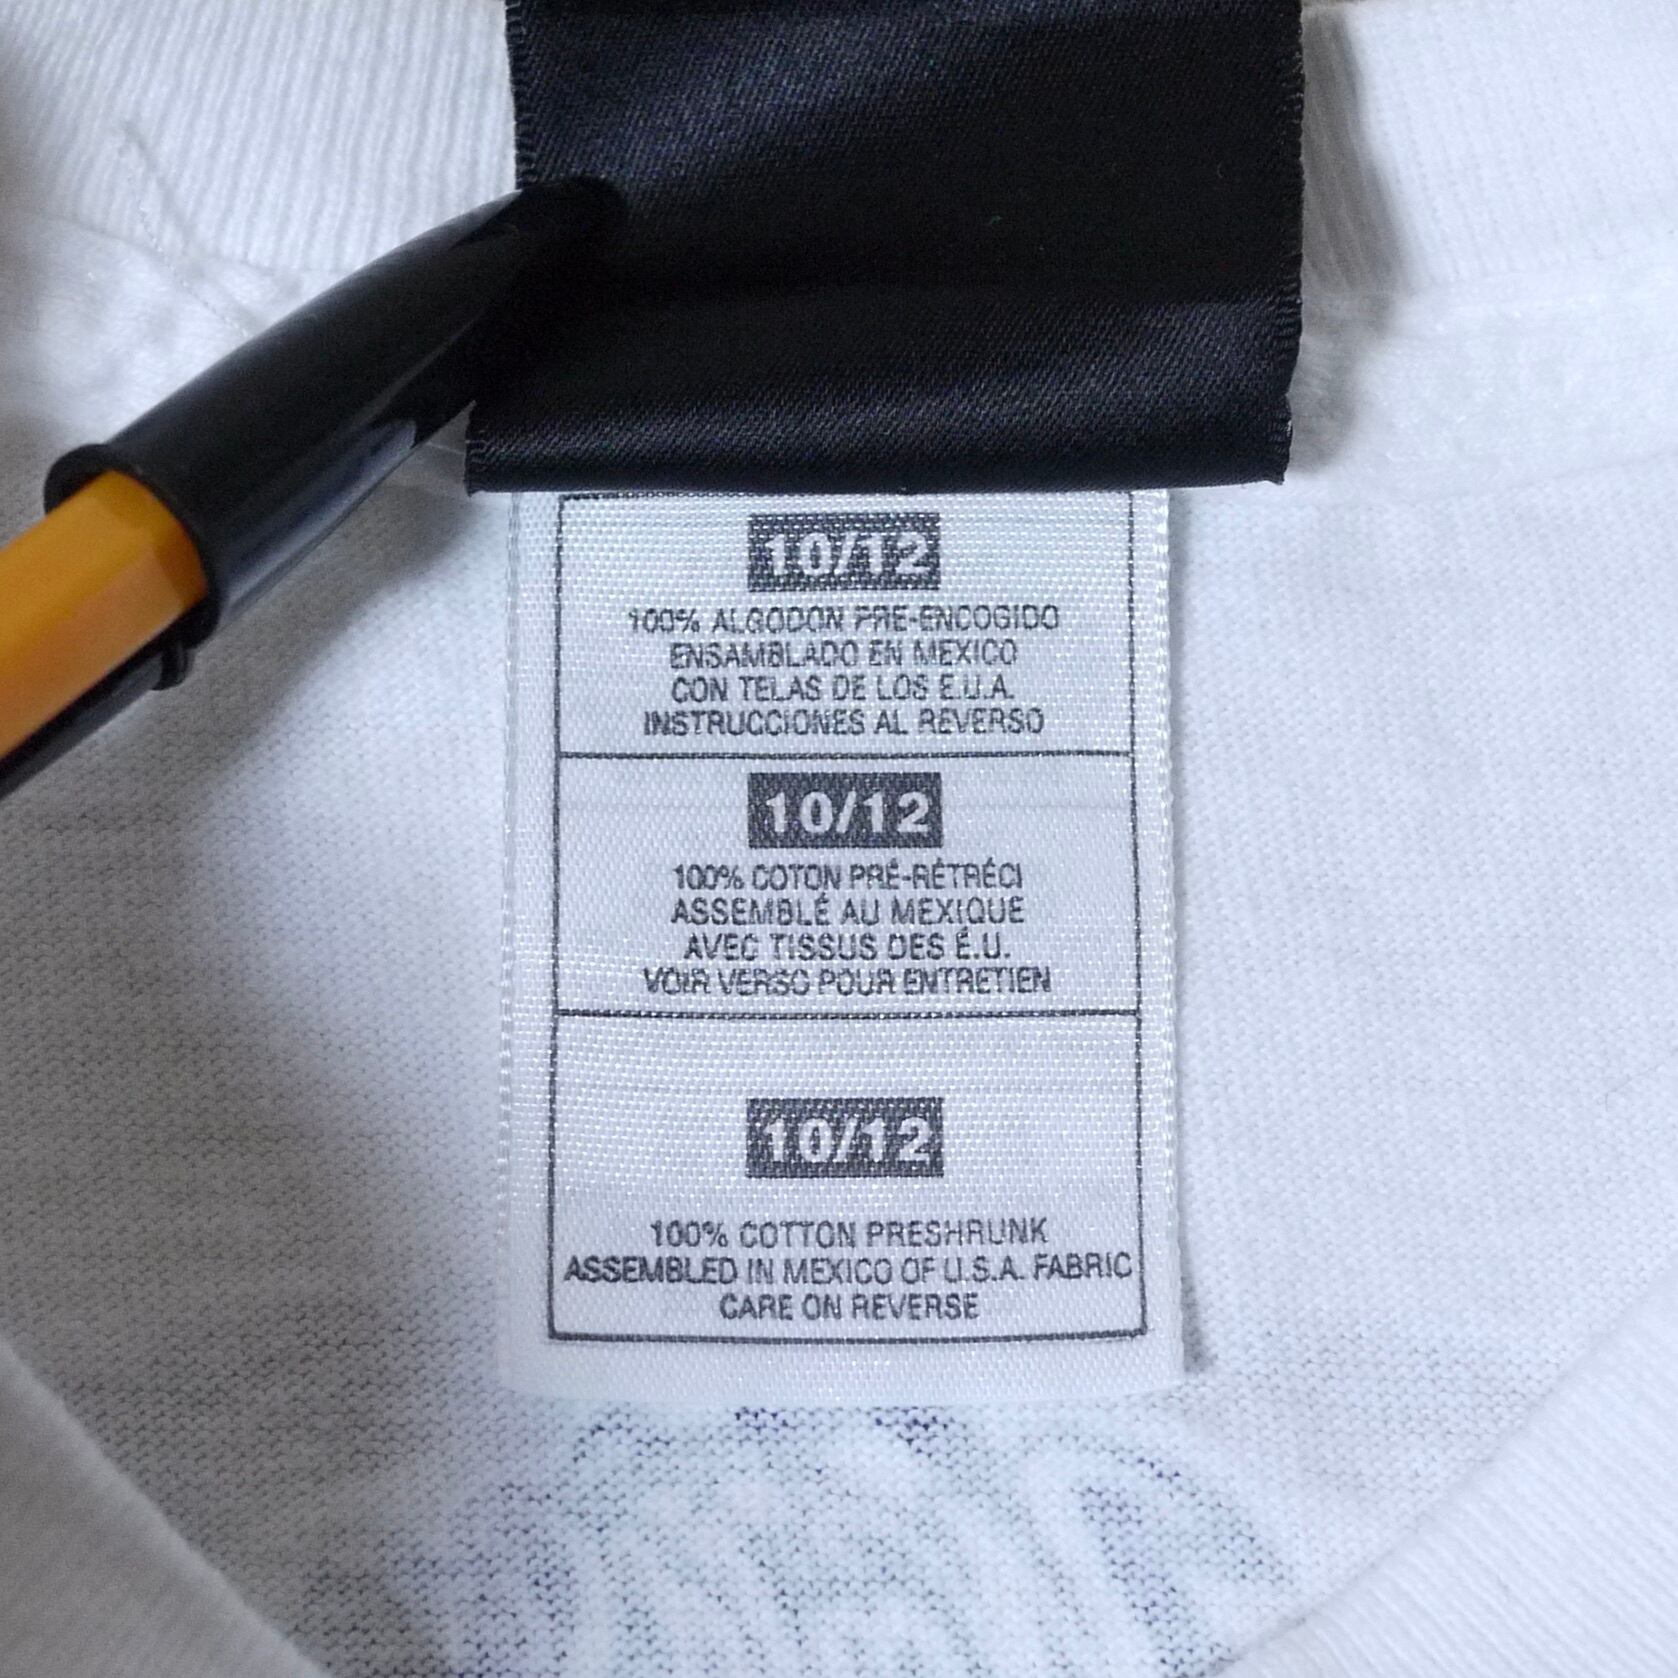 10/12
100% ALGODON PRE-ENCOGIDO
ENSAMBLADO EN MEXICO
CON TELAS DE LOS E.U.A.
INSTRUCCIONES AL REVERSO
10/12
100% COTON PRÉ-RÉTRÉCI
ASSEMBLÉ AU MEXIQUE
AVEC TISSUS DES É.U.
VOIR VERSO POUR ENTRETIEN
10/12
100% COTTON PRESHRUNK
ASSEMBLED IN MEXICO OF U.S.A. FABRIC
CARE ON REVERSE